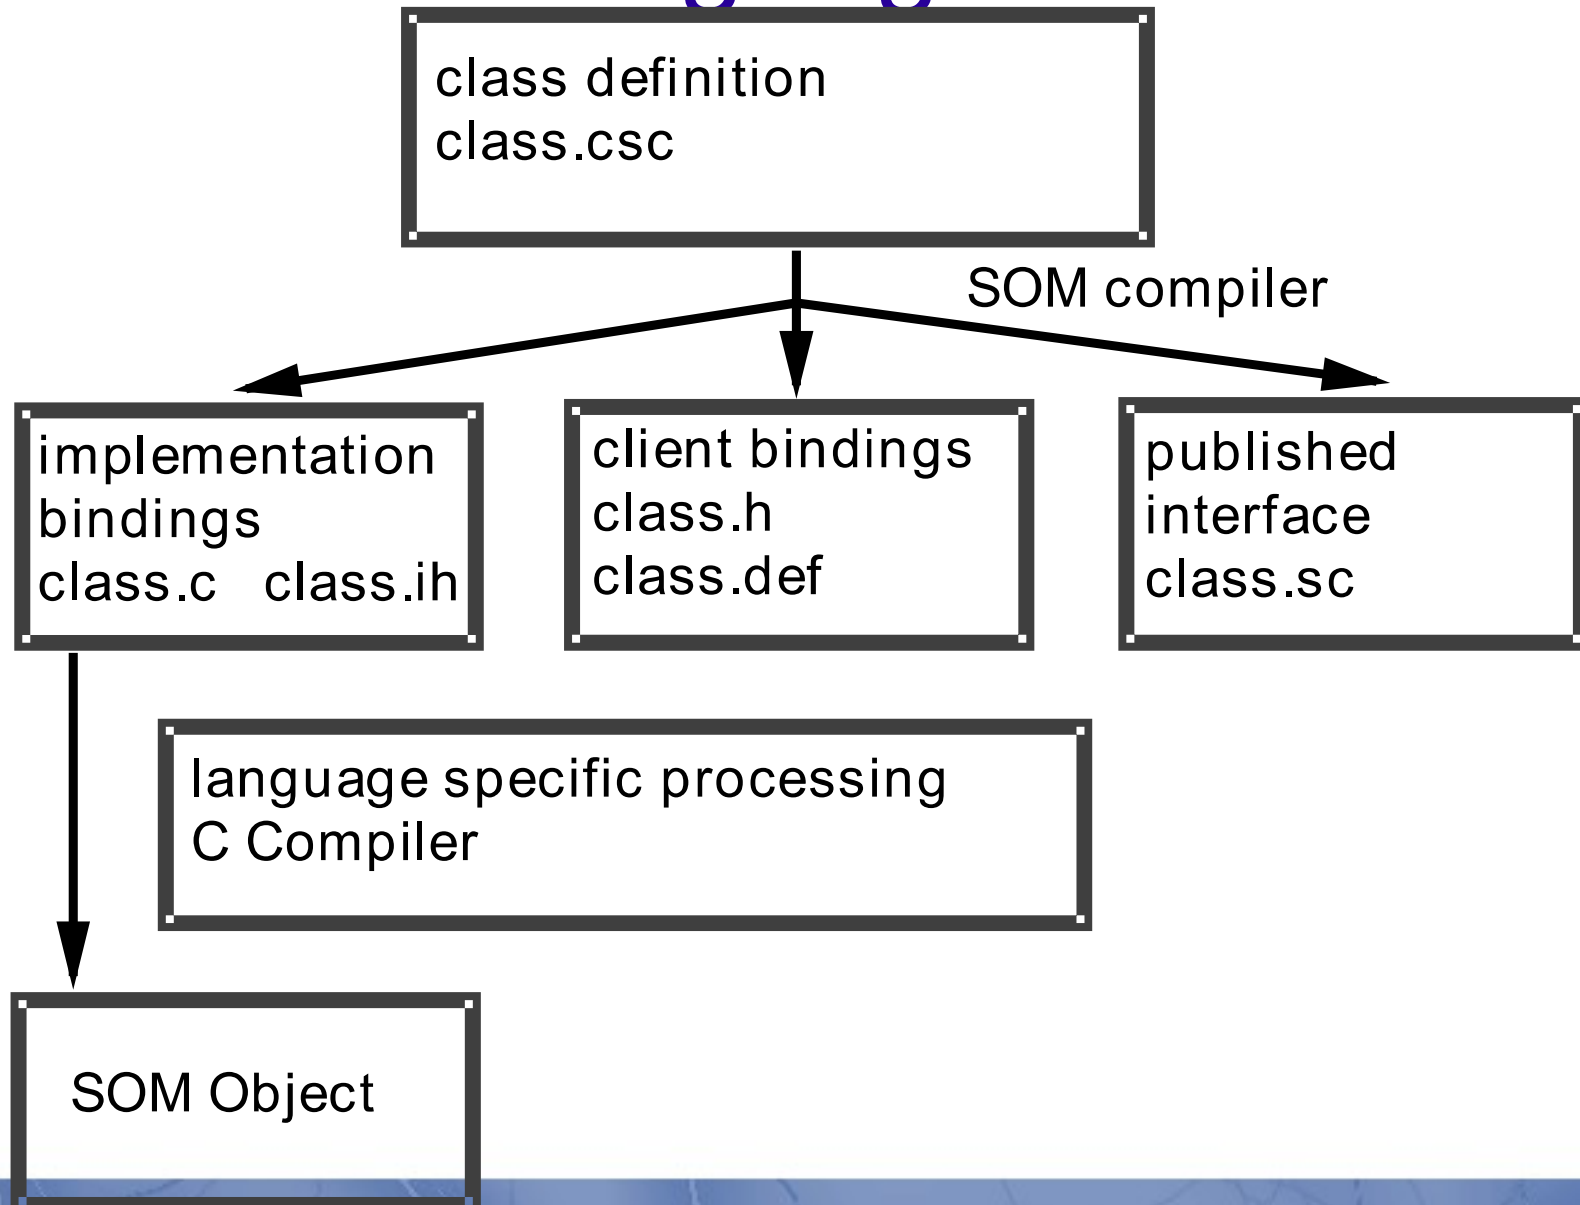 class definition
class.csc
SOM compiler
implementation
bindings
class.c class.ih
client bindings
class.h
class.def
published
interface
class.sc
language specific processing
C Compiler
SOM Object